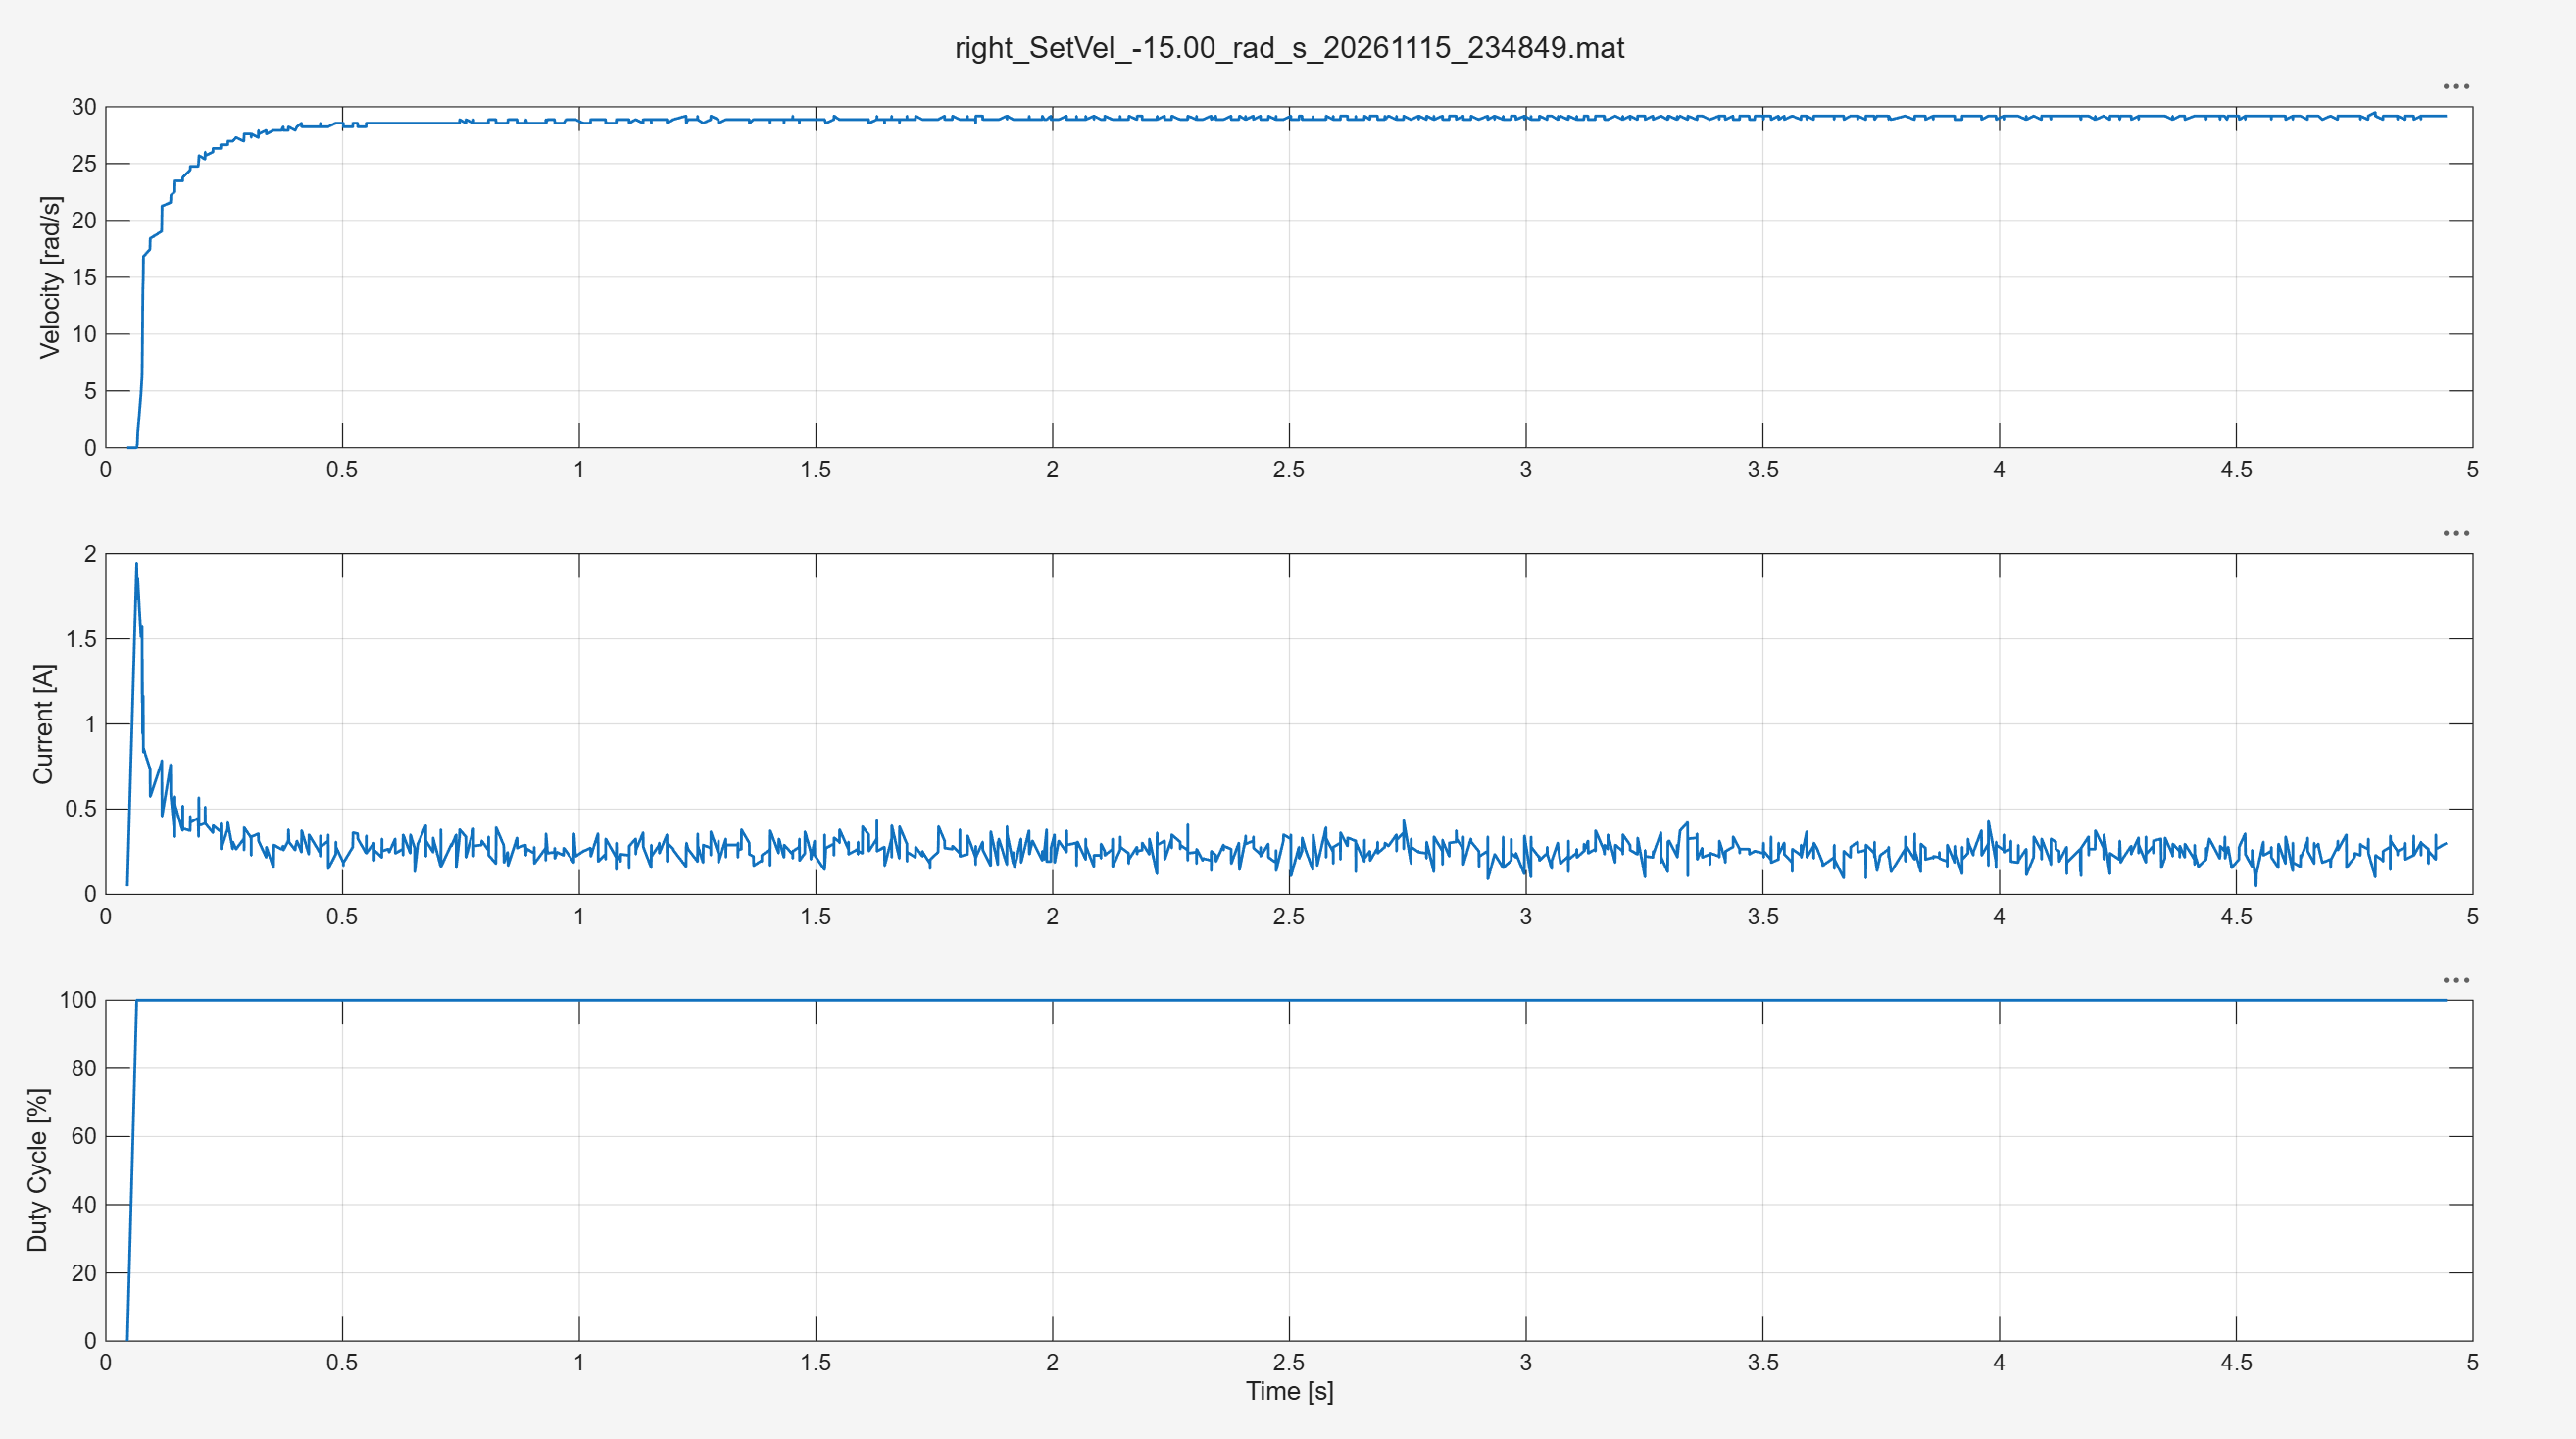 right_SetVel_-15.00_rad_s_20261115_234849.mat
30
25
20
15
10
5
0
Velocity [rad/s]
0 0.5 1 1.5 2 2.5 3 3.5 4 4.5 5
2
1.5
1
0.5
0
Current [A]
0 0.5 1 1.5 2 2.5 3 3.5 4 4.5 5
100
80
60
40
20
0
Duty Cycle [%]
0 0.5 1 1.5 2 2.5 3 3.5 4 4.5 5
Time [s]